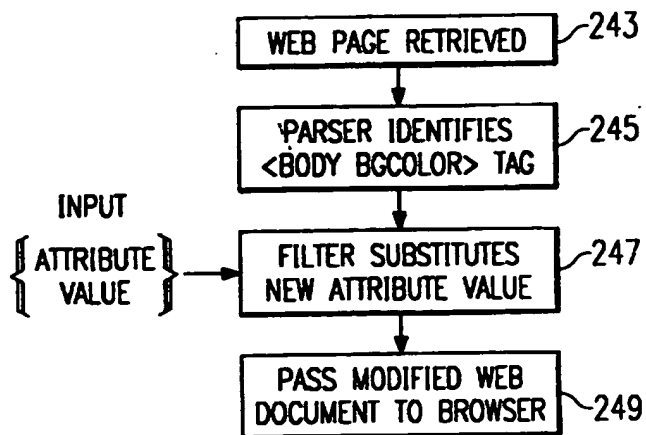 WEB PAGE RETRIEVED
243
PARSER IDENTIFIES
<BODY BGCOLOR> TAG
245
INPUT
{ATTRIBUTE
VALUE}
FILTER SUBSTITUTES
NEW ATTRIBUTE VALUE
247
PASS MODIFIED WEB
DOCUMENT TO BROWSER
249